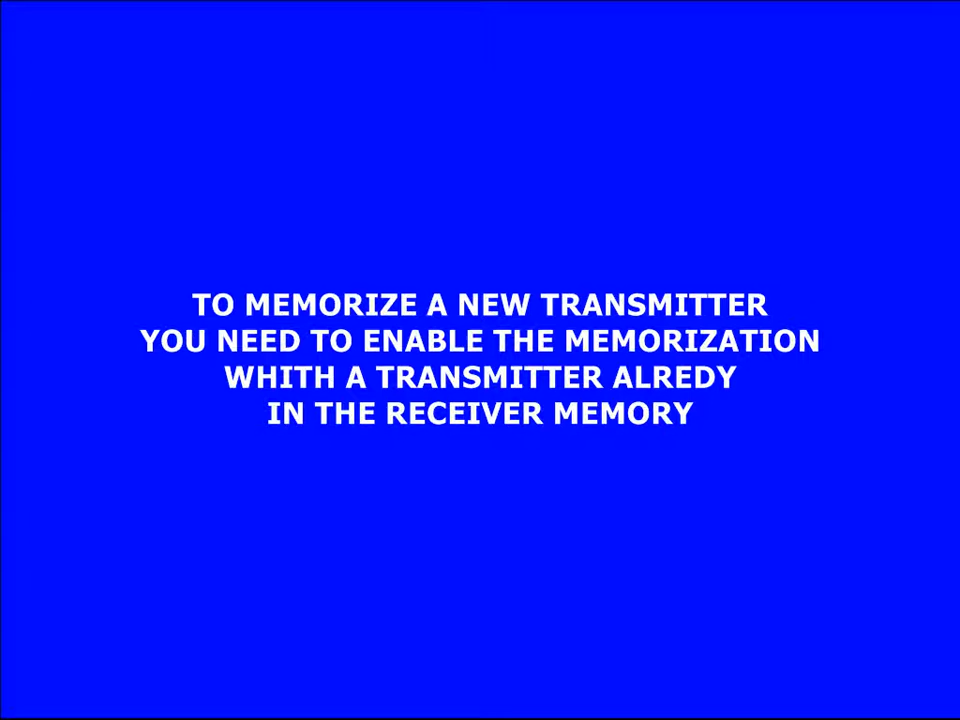 TO MEMORIZE A NEW TRANSMITTER
YOU NEED TO ENABLE THE MEMORIZATION
WHITH A TRANSMITTER ALREDY
IN THE RECEIVER MEMORY